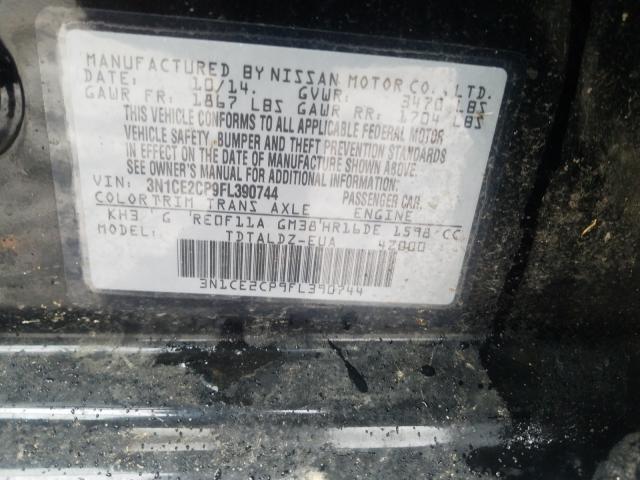 MANUFACTURED BY NISSAN MOTOR CO., LTD.
DATE: 10/14. GVWR: 3470 LBS
GAWR FR: 1867 LBS GAWR RR: 1704 LBS
THIS VEHICLE CONFORMS TO ALL APPLICABLE FEDERAL MOTOR
VEHICLE SAFETY, BUMPER AND THEFT PREVENTION STANDARDS
IN EFFECT ON THE DATE OF MANUFACTURE SHOWN ABOVE.
SEE OWNER'S MANUAL FOR ADDITIONAL INFORMATION
VIN: 3N1CE2CP9FL390744 PASSENGER CAR.
COLOR TRIM TRANS AXLE ENGINE
KH3 G RE0F11A GM38 HR16DE 1598 CC
MODEL: TDTALDZ-EUA 4Z000
3N1CE2CP9FL390744